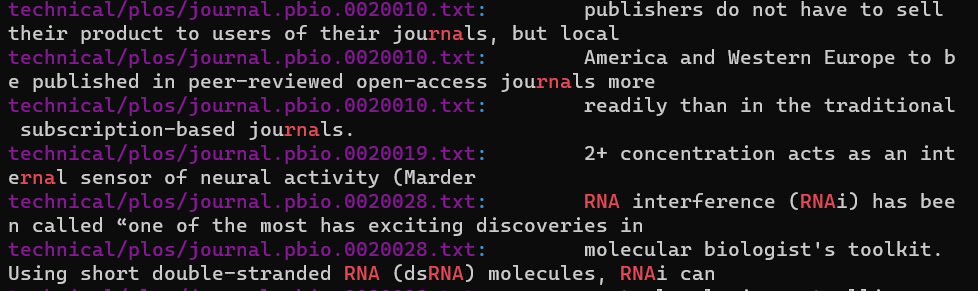 technical/plos/journal.pbio.0020010.txt:        publishers do not have to sell
their product to users of their journals, but local
technical/plos/journal.pbio.0020010.txt:        America and Western Europe to b
e published in peer-reviewed open-access journals more
technical/plos/journal.pbio.0020010.txt:        readily than in the traditional
 subscription-based journals.
technical/plos/journal.pbio.0020019.txt:        2+ concentration acts as an int
ernal sensor of neural activity (Marder
technical/plos/journal.pbio.0020028.txt:        RNA interference (RNAi) has bee
n called “one of the most has exciting discoveries in
technical/plos/journal.pbio.0020028.txt:        molecular biologist's toolkit.
Using short double-stranded RNA (dsRNA) molecules, RNAi can